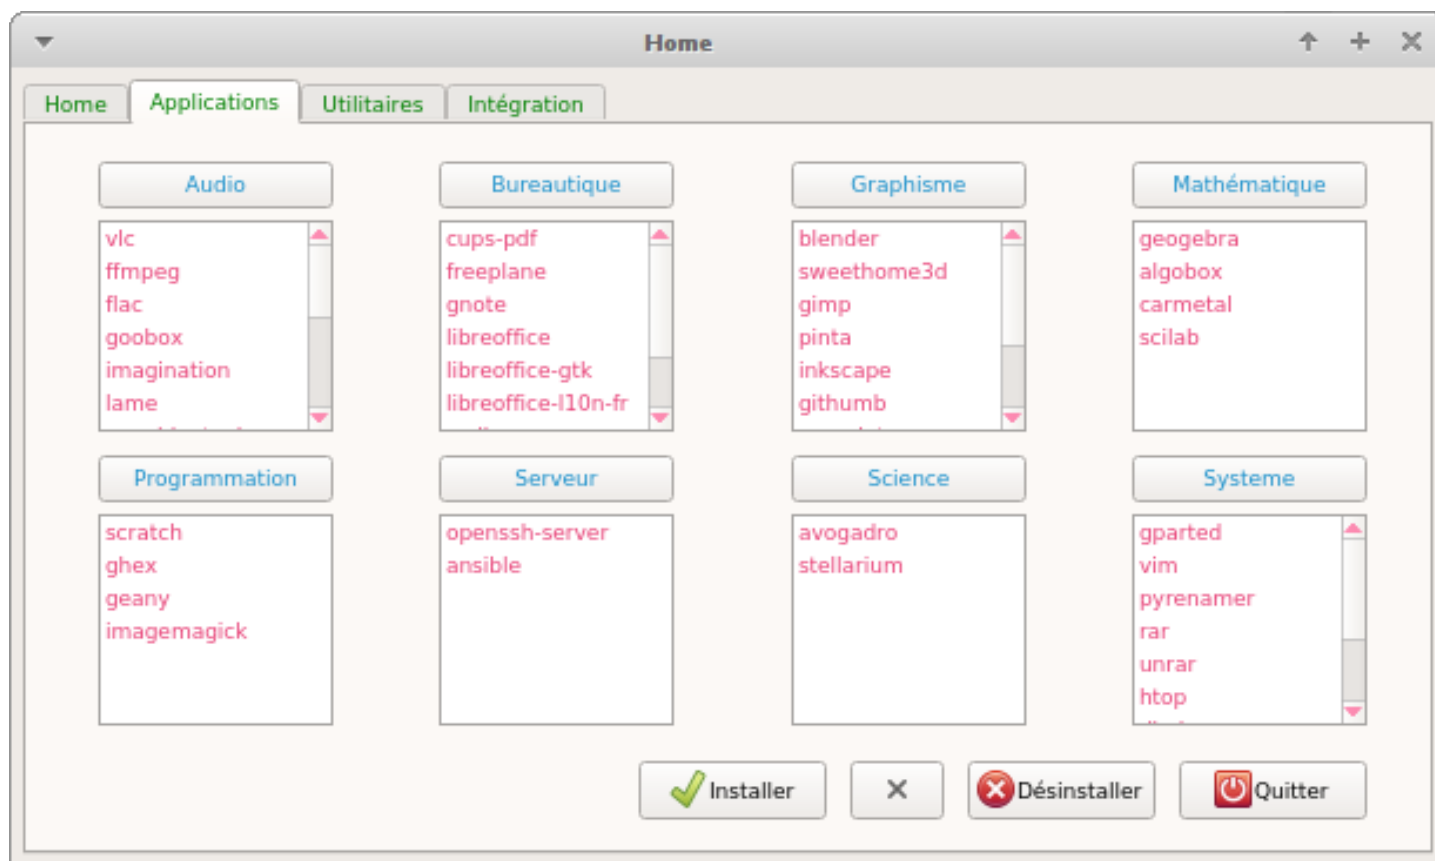 Home
Home Applications Utilitaires Intégration
Audio
vlc
ffmpeg
flac
goobox
imagination
lame
Bureautique
cups-pdf
freeplane
gnote
libreoffice
libreoffice-gtk
libreoffice-l10n-fr
Graphisme
blender
sweethome3d
gimp
pinta
inkscape
githumb
Mathématique
geogebra
algobox
carmetal
scilab
Programmation
scratch
ghex
geany
imagemagick
Serveur
openssh-server
ansible
Science
avogadro
stellarium
Systeme
gparted
vim
pyrenamer
rar
unrar
htop
Installer Désinstaller Quitter